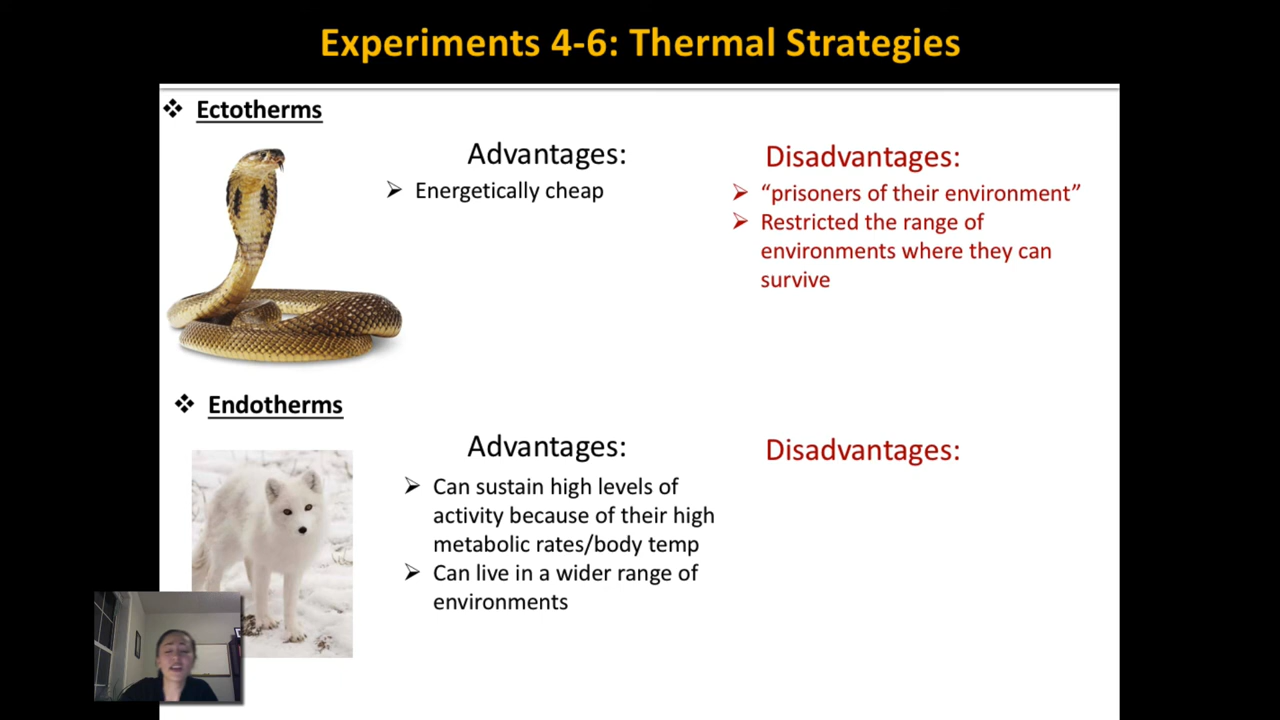 Experiments 4-6: Thermal Strategies
❖ Ectotherms
Advantages:
➢ Energetically cheap
Disadvantages:
➢ “prisoners of their environment”
➢ Restricted the range of
environments where they can
survive
❖ Endotherms
Advantages:
➢ Can sustain high levels of
activity because of their high
metabolic rates/body temp
➢ Can live in a wider range of
environments
Disadvantages: